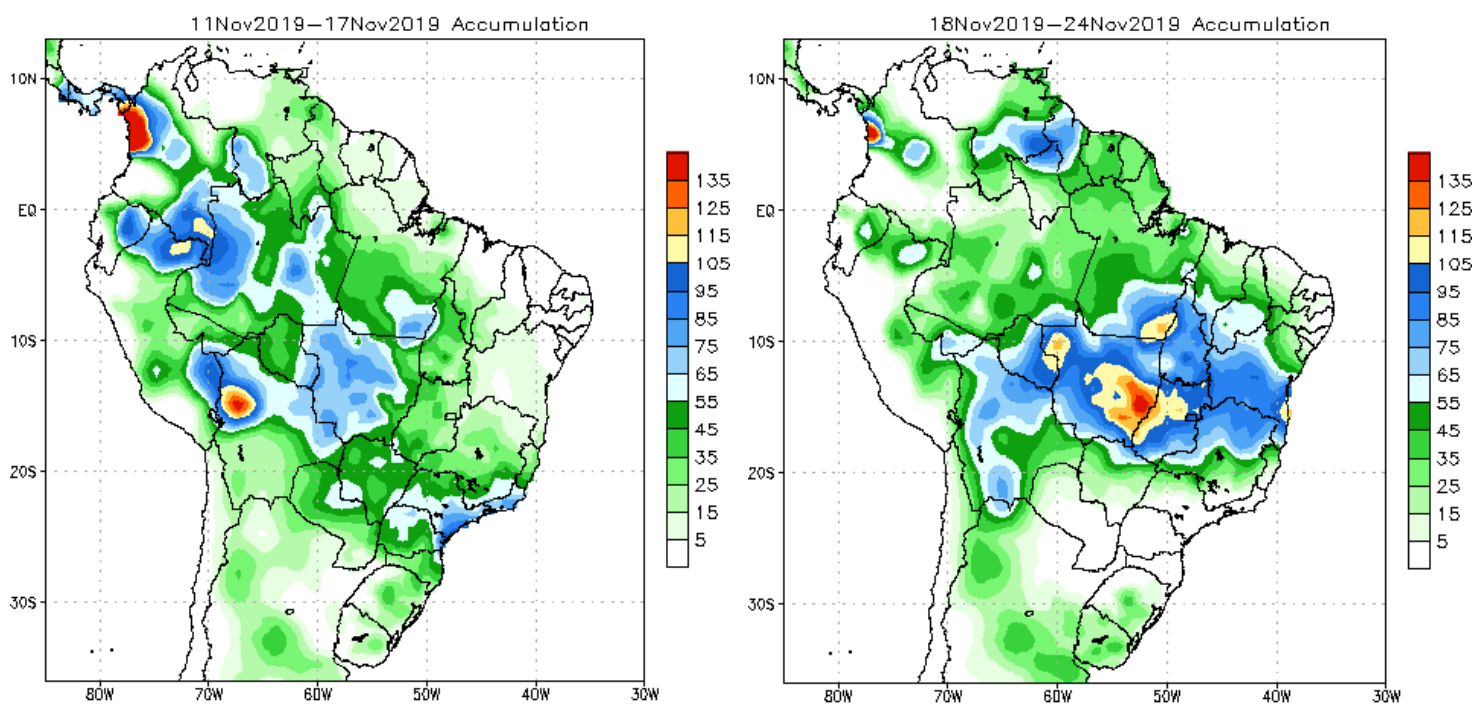 11Nov2019-17Nov2019 Accumulation
10N
EQ
10S
20S
30S
80W
70W
60W
50W
40W
30W
135
125
115
105
95
85
75
65
55
45
35
25
15
5
18Nov2019-24Nov2019 Accumulation
10N
EQ
10S
20S
30S
80W
70W
60W
50W
40W
30W
135
125
115
105
95
85
75
65
55
45
35
25
15
5